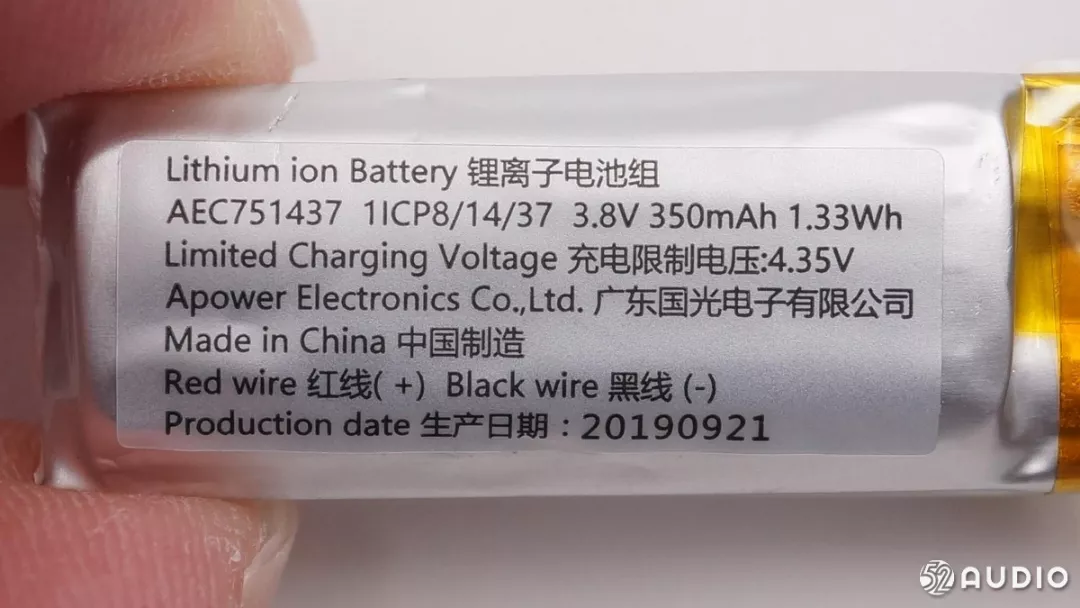 Lithium ion Battery 锂离子电池组
AEC751437 1ICP8/14/37 3.8V 350mAh 1.33Wh
Limited Charging Voltage 充电限制电压:4.35V
Apower Electronics Co.,Ltd. 广东国光电子有限公司
Made in China 中国制造
Red wire 红线( +) Black wire 黑线 (-)
Production date 生产日期：20190921
52 AUDIO